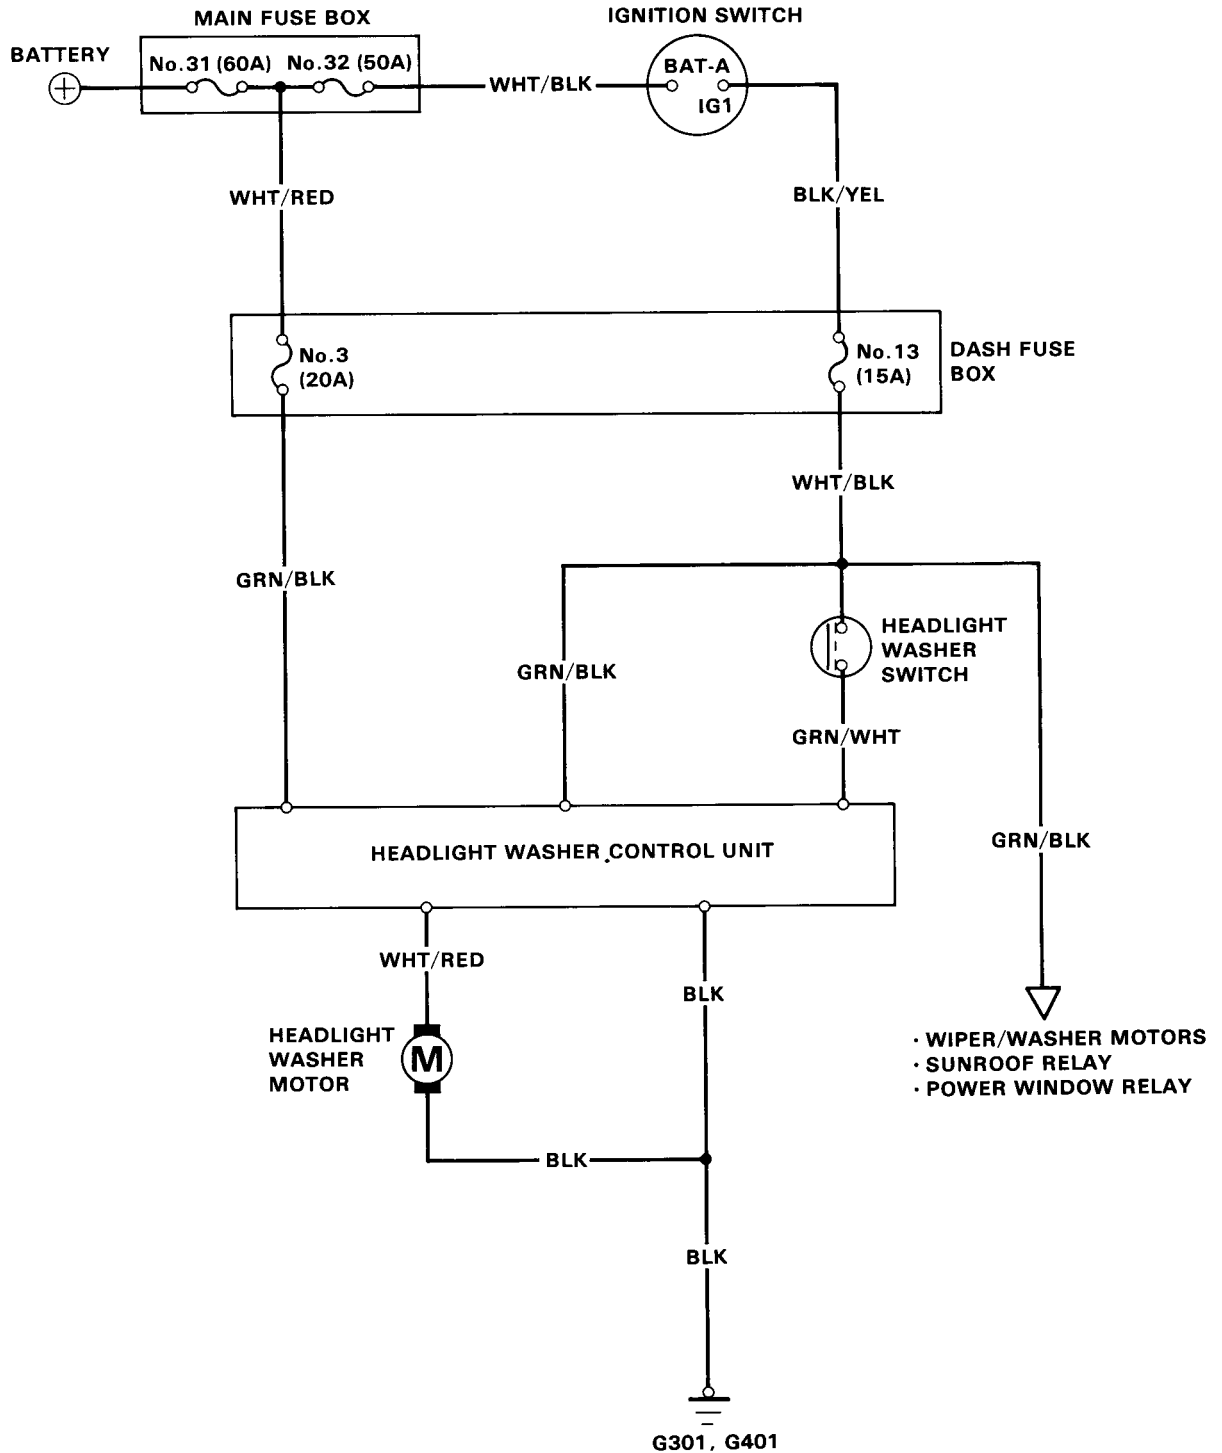 MAIN FUSE BOX
IGNITION SWITCH
BATTERY
No.31 (60A)
No.32 (50A)
WHT/BLK
BAT-A
IG1
WHT/RED
BLK/YEL
No.3
(20A)
No.13
(15A)
DASH FUSE
BOX
WHT/BLK
GRN/BLK
GRN/BLK
HEADLIGHT
WASHER
SWITCH
GRN/WHT
GRN/BLK
HEADLIGHT WASHER CONTROL UNIT
WHT/RED
BLK
HEADLIGHT
WASHER
MOTOR
M
· WIPER/WASHER MOTORS
· SUNROOF RELAY
· POWER WINDOW RELAY
BLK
BLK
G301, G401